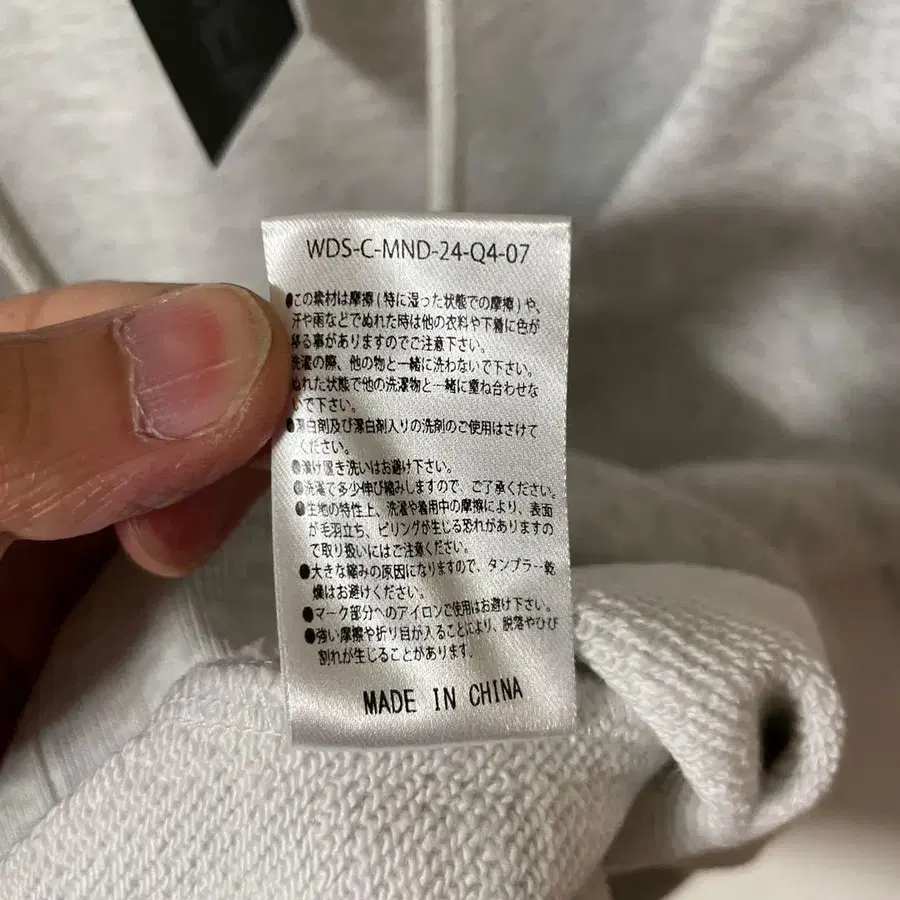 WDS-C-MND-24-Q4-07
●この素材は摩擦(特に湿った状態での摩擦)や、
汗や雨などでぬれた時は他の衣料や下着に色が
移る事がありますのでご注意下さい。
洗濯の際、他の物と一緒に洗わないで下さい。
ぬれた状態で他の洗濯物と一緒に重ね合わせな
いで下さい。
●漂白剤及び漂白剤入りの洗剤のご使用はさけて
ください。
●漬け置き洗いはお避け下さい。
●洗濯で多少伸び縮みしますので、ご了承ください。
●生地の特性上、洗濯や着用中の摩擦により、表面
が毛羽立ち、ピリングが生じる恐れがありますの
で取り扱いにはご注意ください。
●大きな縮みの原因になりますので、タンブラー乾
燥はお避けください。
●マーク部分へのアイロンご使用はお避け下さい。
●強い摩擦や折り目が入ることにより、脱落やひび
割れが生じることがあります.
MADE IN CHINA